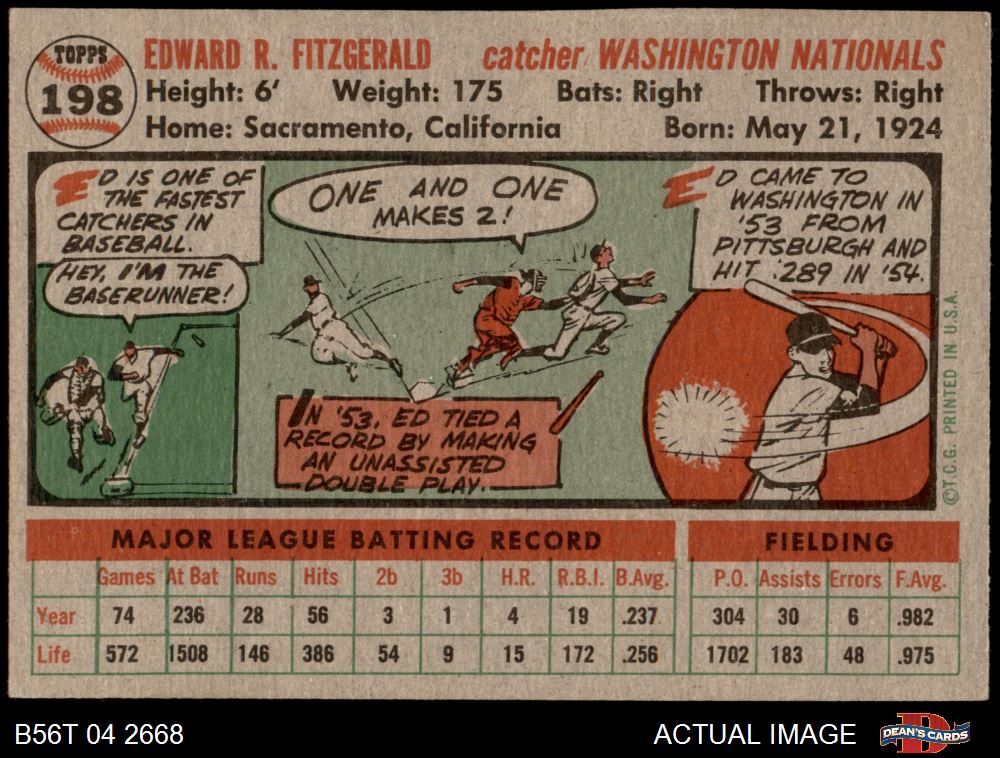 TOPPS
198
EDWARD R. FITZGERALD catcher WASHINGTON NATIONALS
Height: 6' Weight: 175 Bats: Right Throws: Right
Home: Sacramento, California Born: May 21, 1924
ED IS ONE OF
THE FASTEST
CATCHERS IN
BASEBALL.
HEY, I'M THE
BASERUNNER!
ONE AND ONE
MAKES 2!
IN '53, ED TIED A
RECORD BY MAKING
AN UNASSISTED
DOUBLE PLAY.
ED CAME TO
WASHINGTON IN
'53 FROM
PITTSBURGH AND
HIT .289 IN '54.
©T.C.G. PRINTED IN U.S.A.
MAJOR LEAGUE BATTING RECORD FIELDING
Games At Bat Runs Hits 2b 3b H.R. R.B.I. B.Avg. P.O. Assists Errors F.Avg.
Year 74 236 28 56 3 1 4 19 .237 304 30 6 .982
Life 572 1508 146 386 54 9 15 172 .256 1702 183 48 .975
B56T 04 2668 ACTUAL IMAGE DEAN'S CARDS